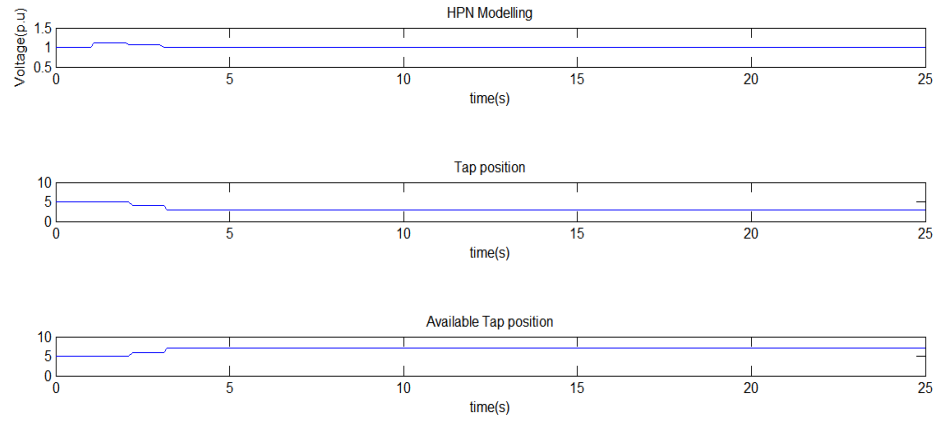 HPN Modelling
Voltage(p.u)
1.5
1
0.5
0 5 10 15 20 25
time(s)
Tap position
10
5
0
0 5 10 15 20 25
time(s)
Available Tap position
10
5
0
0 5 10 15 20 25
time(s)